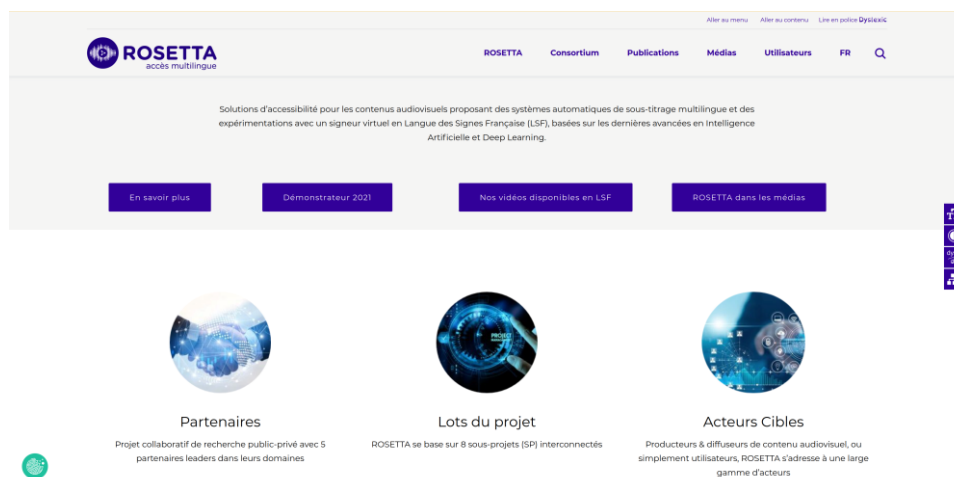 Aller au menu Aller au contenu Lire en police Dyslexic
ROSETTA
accès multilingue
ROSETTA Consortium Publications Médias Utilisateurs FR
Solutions d'accessibilité pour les contenus audiovisuels proposant des systèmes automatiques de sous-titrage multilingue et des
expérimentations avec un signeur virtuel en Langue des Signes Française (LSF), basées sur les dernières avancées en Intelligence
Artificielle et Deep Learning.
En savoir plus Démonstrateur 2021 Nos vidéos disponibles en LSF ROSETTA dans les médias
PROJECT
Partenaires Lots du projet Acteurs Cibles
Projet collaboratif de recherche public-privé avec 5 ROSETTA se base sur 8 sous-projets (SP) interconnectés Producteurs & diffuseurs de contenu audiovisuel, ou
partenaires leaders dans leurs domaines simplement utilisateurs, ROSETTA s'adresse à une large
gamme d'acteurs